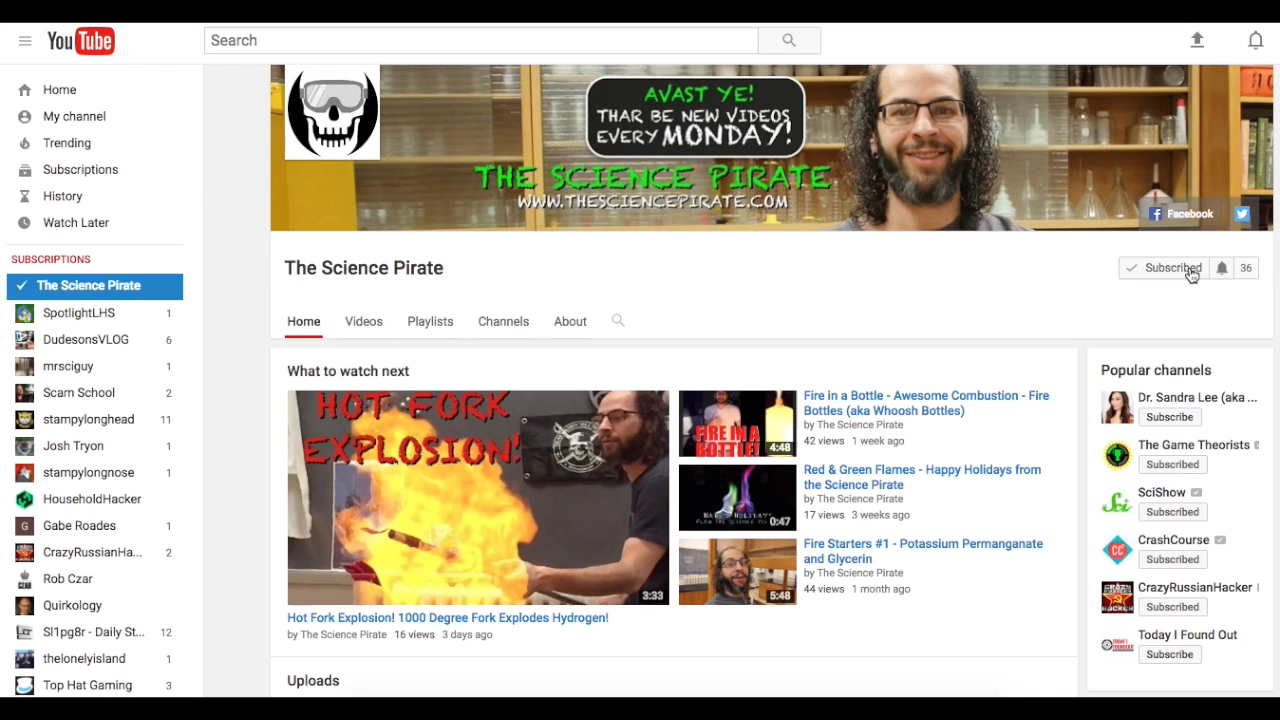 YouTube
Search
Home
My channel
Trending
Subscriptions
History
Watch Later
SUBSCRIPTIONS
The Science Pirate
SpotlightLHS 1
DudesonsVLOG 6
mrsciguy 1
Scam School 2
stampylonghead 11
Josh Tryon 1
stampylongnose 1
HouseholdHacker
G Gabe Roades 1
CrazyRussianHa... 2
Rob Czar
Quirkology
Sl1pg8r - Daily St... 12
thelonelyisland 1
Top Hat Gaming 3
AVAST YE!
THAR BE NEW VIDEOS
EVERY MONDAY!
THE SCIENCE PIRATE
WWW.THESCIENCEPIRATE.COM
Facebook
The Science Pirate
Subscribed 36
Home Videos Playlists Channels About
What to watch next
HOT FORK
EXPLOSION!
3:33
Hot Fork Explosion! 1000 Degree Fork Explodes Hydrogen!
by The Science Pirate 16 views 3 days ago
FIRE IN A
BOTTLE!
4:48
Fire in a Bottle - Awesome Combustion - Fire
Bottles (aka Whoosh Bottles)
by The Science Pirate
42 views 1 week ago
0:47
Red & Green Flames - Happy Holidays from
the Science Pirate
by The Science Pirate
17 views 3 weeks ago
5:48
Fire Starters #1 - Potassium Permanganate
and Glycerin
by The Science Pirate
44 views 1 month ago
Uploads
Popular channels
Dr. Sandra Lee (aka ...
Subscribe
The Game Theorists
Subscribed
Sci
SciShow
Subscribed
CC
CrashCourse
Subscribed
CrazyRussianHacker
Subscribed
Today I Found Out
Subscribe